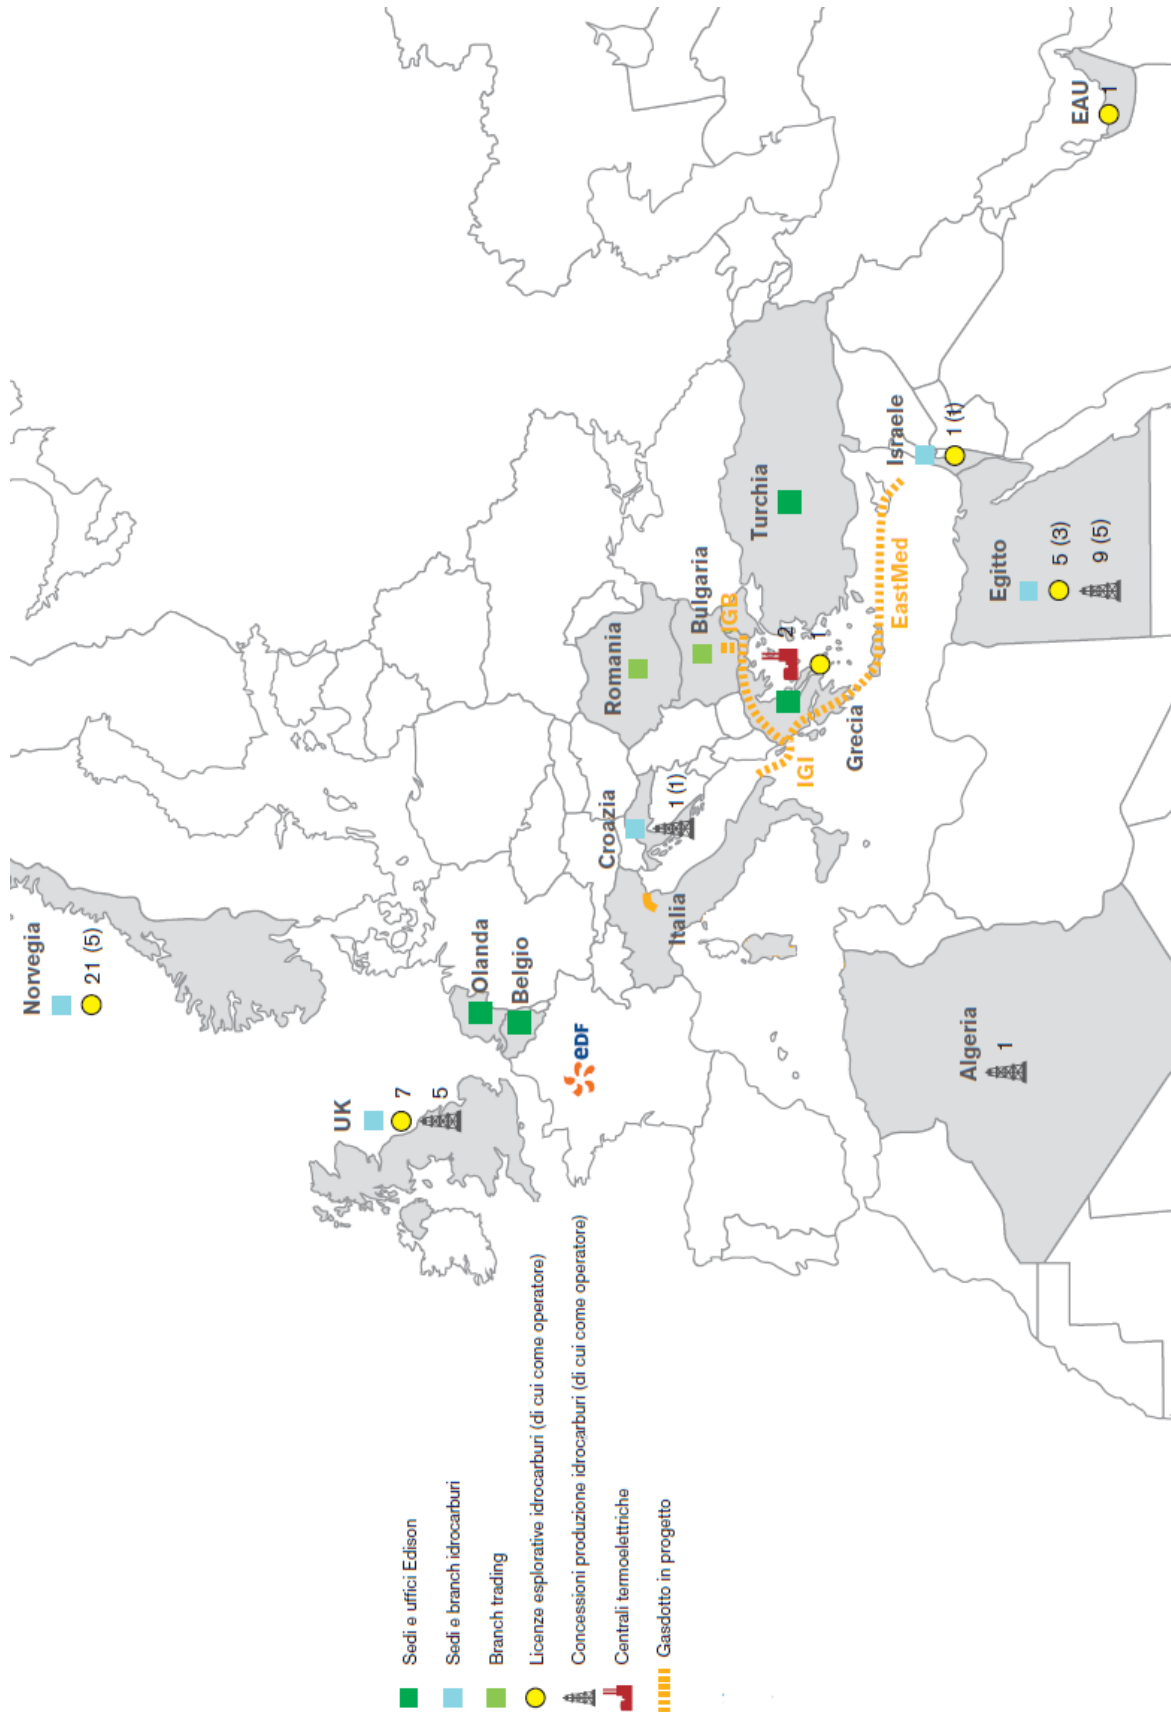 Norvegia
21 (5)
UK
7
5
Olanda
Belgio
eDF
Croazia
1 (1)
Italia
Romania
Bulgaria
IGB
IGI
2
1
Grecia
Turchia
EastMed
Israele
1 (1)
Egitto
5 (3)
9 (5)
EAU
1
Algeria
1
Sedi e uffici Edison
Sedi e branch idrocarburi
Branch trading
Licenze esplorative idrocarburi (di cui come operatore)
Concessioni produzione idrocarburi (di cui come operatore)
Centrali termoelettriche
Gasdotto in progetto